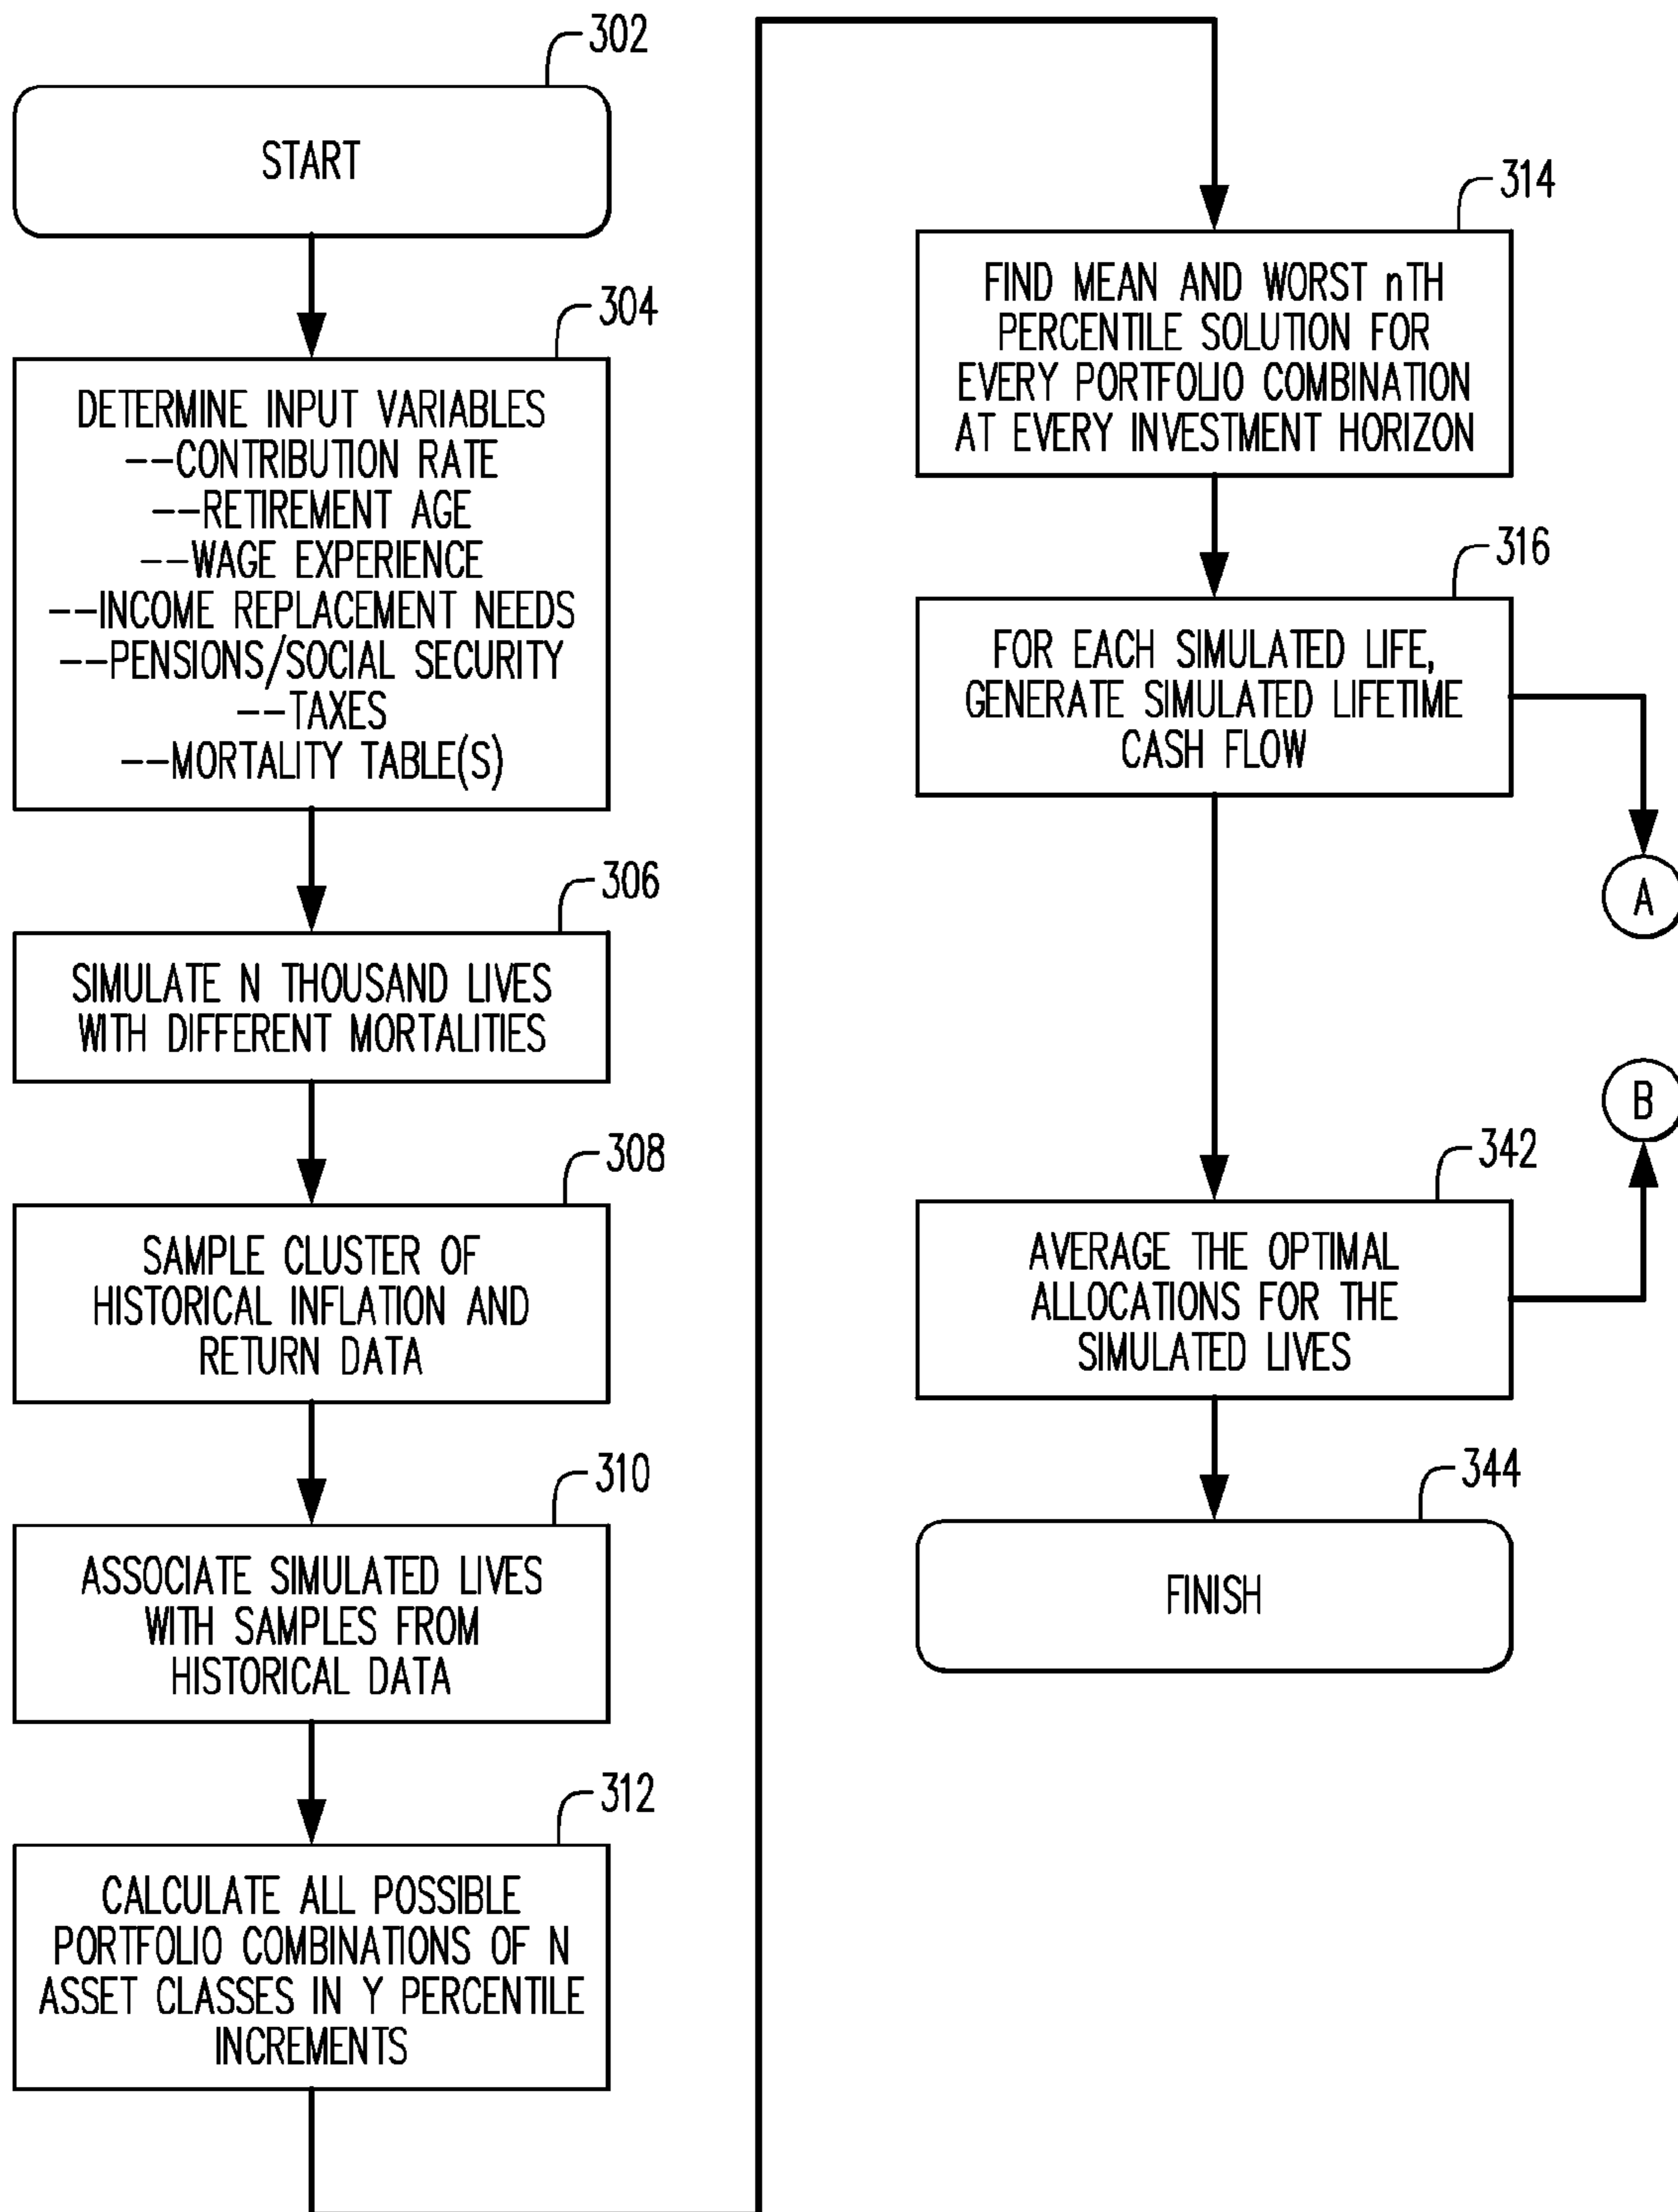 302
START
304
DETERMINE INPUT VARIABLES
--CONTRIBUTION RATE
--RETIREMENT AGE
--WAGE EXPERIENCE
--INCOME REPLACEMENT NEEDS
--PENSIONS/SOCIAL SECURITY
--TAXES
--MORTALITY TABLE(S)
306
SIMULATE N THOUSAND LIVES
WITH DIFFERENT MORTALITIES
308
SAMPLE CLUSTER OF
HISTORICAL INFLATION AND
RETURN DATA
310
ASSOCIATE SIMULATED LIVES
WITH SAMPLES FROM
HISTORICAL DATA
312
CALCULATE ALL POSSIBLE
PORTFOLIO COMBINATIONS OF N
ASSET CLASSES IN Y PERCENTILE
INCREMENTS
314
FIND MEAN AND WORST nTH
PERCENTILE SOLUTION FOR
EVERY PORTFOLIO COMBINATION
AT EVERY INVESTMENT HORIZON
316
FOR EACH SIMULATED LIFE,
GENERATE SIMULATED LIFETIME
CASH FLOW
A
B
342
AVERAGE THE OPTIMAL
ALLOCATIONS FOR THE
SIMULATED LIVES
344
FINISH